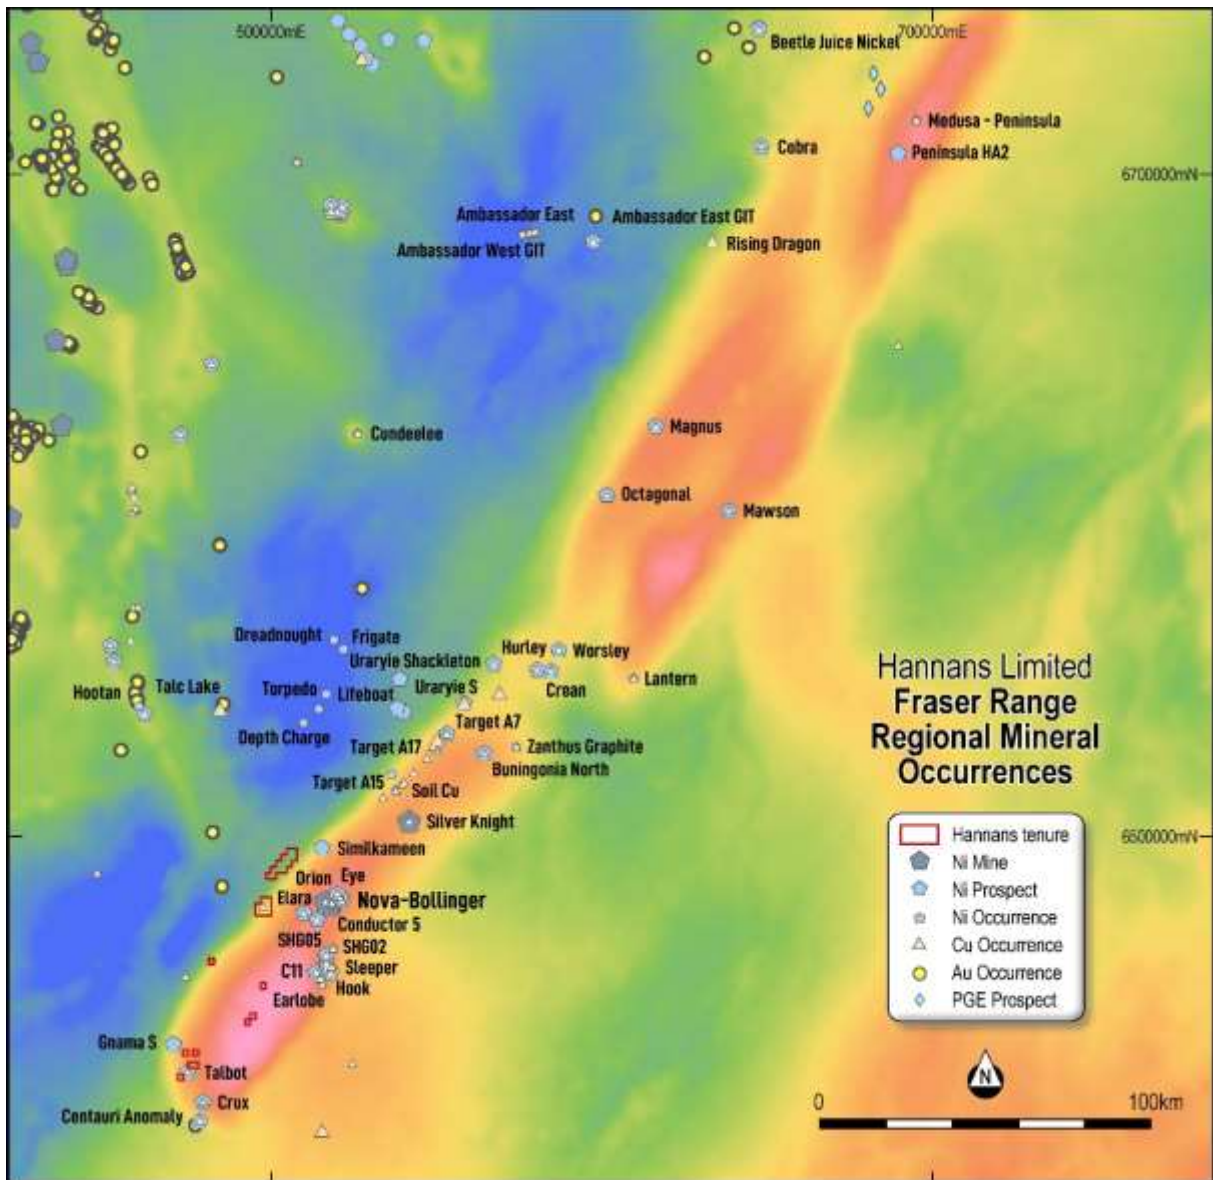 500000mE
700000mE
Beetle Juice Nickel
Medusa - Peninsula
Cobra
Peninsula HA2
6700000mN
Ambassador East
Ambassador East GIT
Ambassador West GIT
Rising Dragon
Magnus
Cundeelee
Octagonal
Mawson
Dreadnought
Frigate
Hurley
Worsley
Uraryie Shackleton
Lantern
Crean
Talc Lake
Hootan
Torpedo
Lifeboat
Uraryie S
Depth Charge
Target A7
Target A17
Zanthus Graphite
Buningonia North
Target A15
Soil Cu
Silver Knight
6500000mN
Similkameen
Orion
Eye
Elara
Nova-Bollinger
Conductor 5
SHG05
SHG02
C11
Sleeper
Hook
Earlobe
Gnama S
Talbot
Crux
Centauri Anomaly
Hannans Limited
Fraser Range
Regional Mineral
Occurrences
Hannans tenure
Ni Mine
Ni Prospect
Ni Occurrence
Cu Occurrence
Au Occurrence
PGE Prospect
N
0
100km